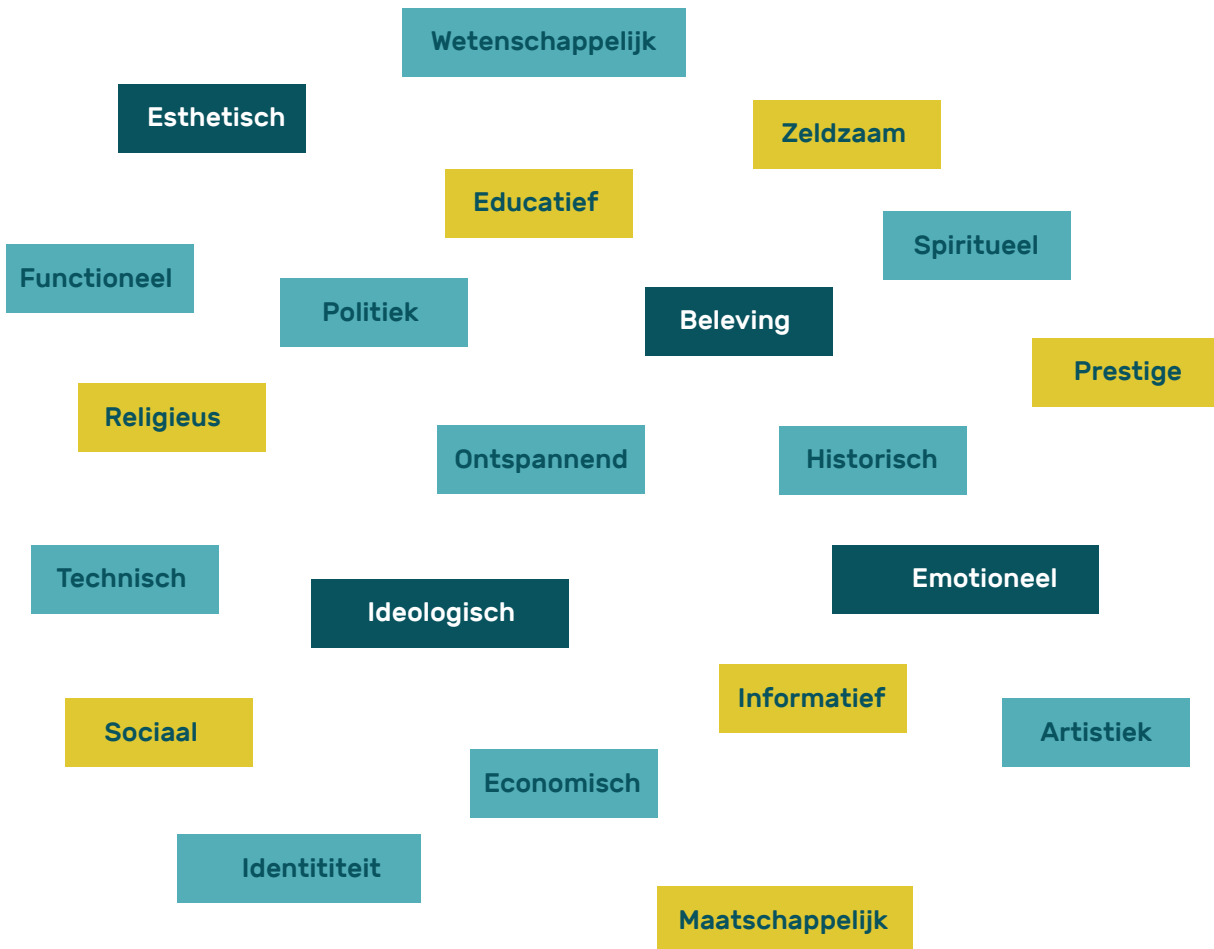 Wetenschappelijk
Esthetisch
Zeldzaam
Educatief
Spiritueel
Functioneel
Politiek
Beleving
Prestige
Religieus
Ontspannend
Historisch
Technisch
Emotioneel
Ideologisch
Informatief
Sociaal
Artistiek
Economisch
Identititeit
Maatschappelijk